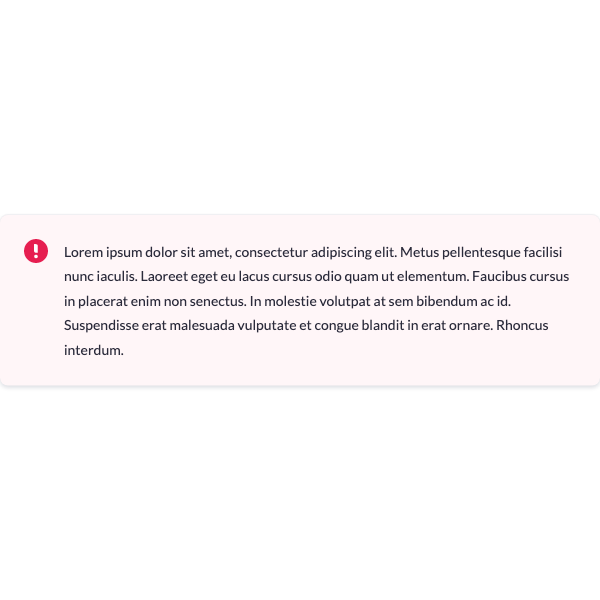 Lorem ipsum dolor sit amet, consectetur adipiscing elit. Metus pellentesque facilisi
nunc iaculis. Laoreet eget eu lacus cursus odio quam ut elementum. Faucibus cursus
in placerat enim non senectus. In molestie volutpat at sem bibendum ac id.
Suspendisse erat malesuada vulputate et congue blandit in erat ornare. Rhoncus
interdum.